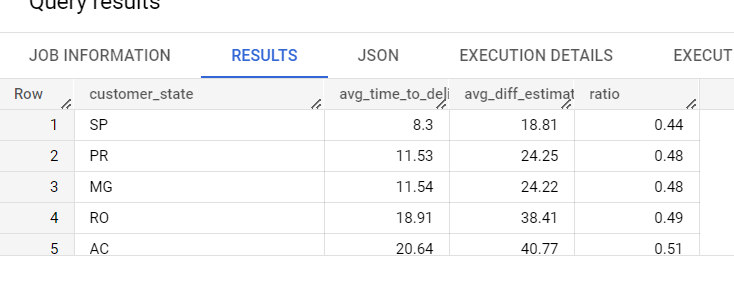 Query results
JOB INFORMATION RESULTS JSON EXECUTION DETAILS EXECUT
Row customer_state avg_time_to_deli avg_diff_estimat ratio
1 SP 8.3 18.81 0.44
2 PR 11.53 24.25 0.48
3 MG 11.54 24.22 0.48
4 RO 18.91 38.41 0.49
5 AC 20.64 40.77 0.51